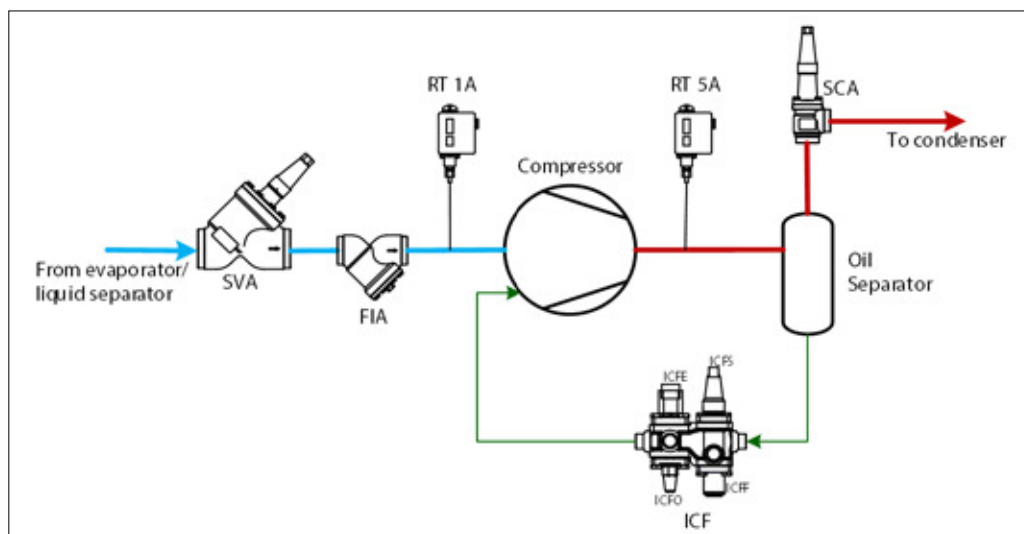 RT 1A
RT 5A
SCA
To condenser
Compressor
From evaporator/
liquid separator
SVA
FIA
Oil
Separator
ICFE
ICFS
ICFO
ICFF
ICF